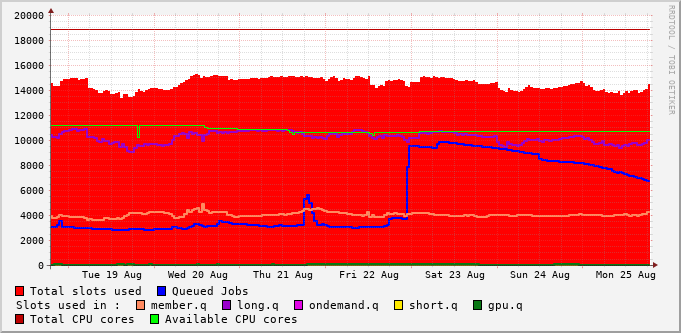 20000
18000
16000
14000
12000
10000
8000
6000
4000
2000
0
Tue 19 Aug Wed 20 Aug Thu 21 Aug Fri 22 Aug Sat 23 Aug Sun 24 Aug Mon 25 Aug
Total slots used Queued Jobs
Slots used in : member.q long.q ondemand.q short.q gpu.q
Total CPU cores Available CPU cores
RRDTOOL / TOBI OETIKER